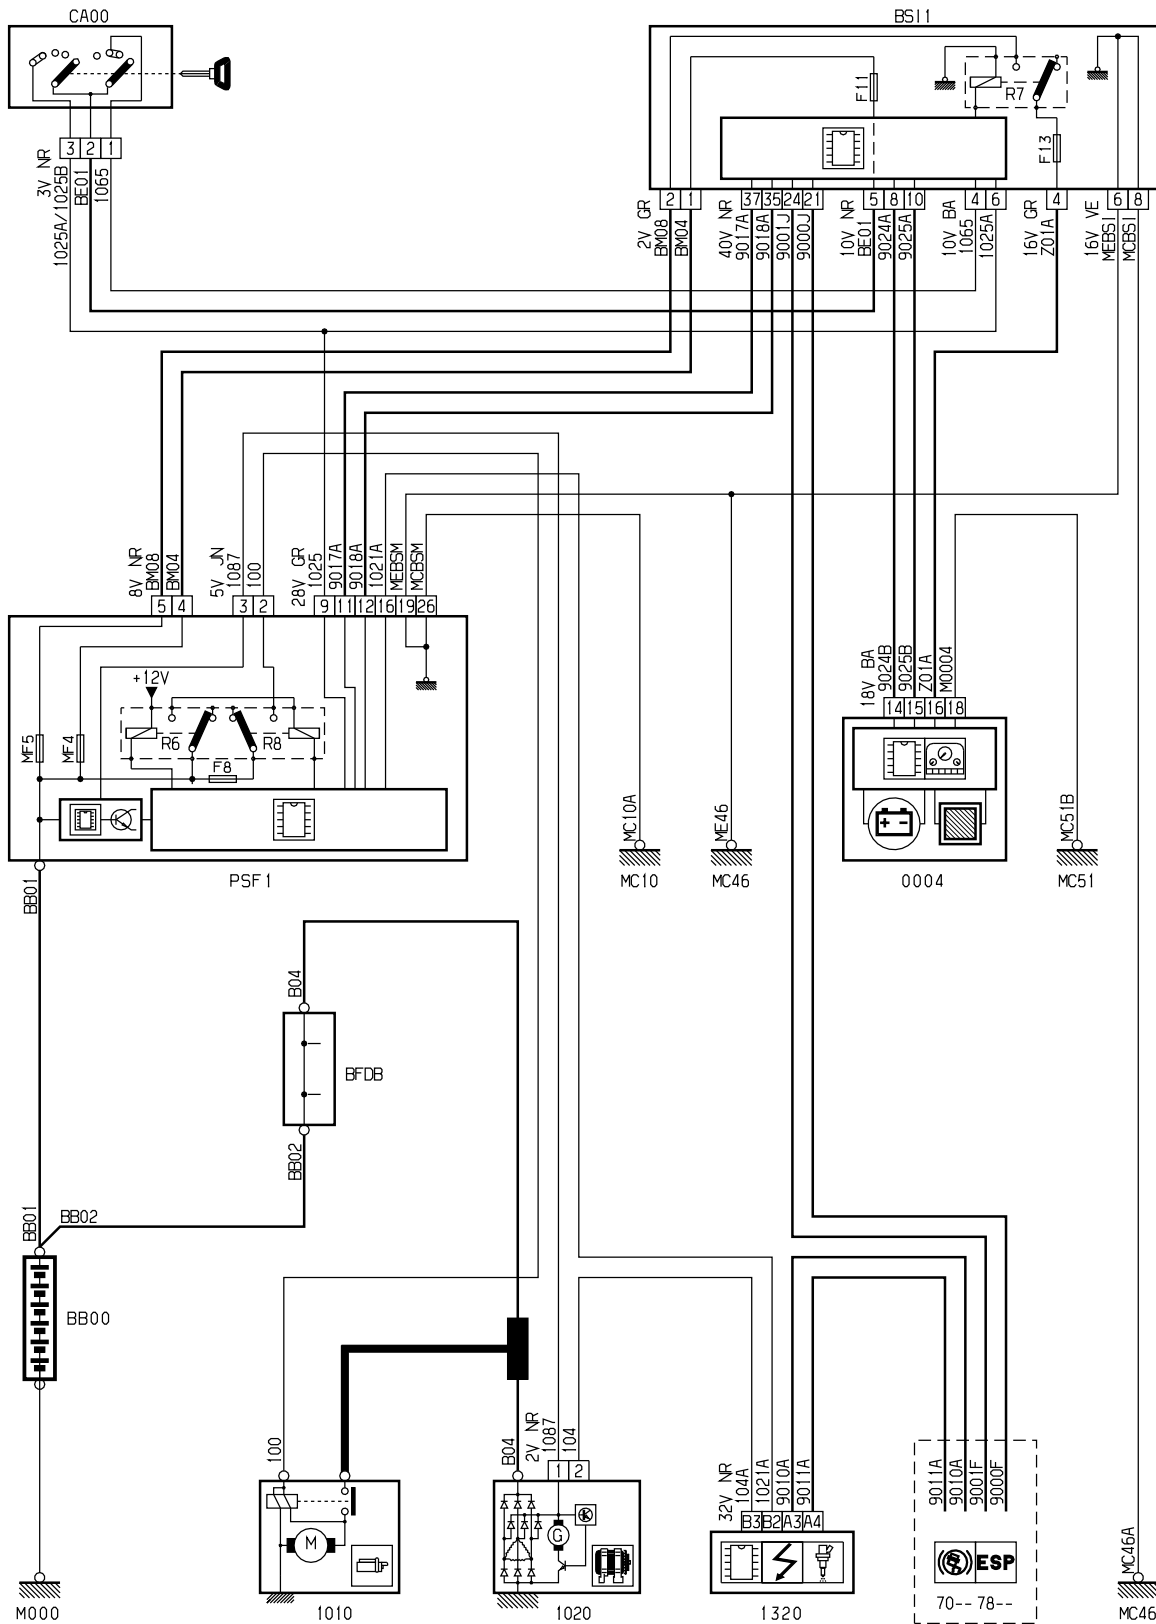 CA00
BSI1
F11
R7
F13
3 2 1
3V NR
1025A/1025B
BE01
1065
2 1
37 35 24 21
5 8 10
4 6
4
6 8
2V GR
BM08
BM04
40V NR
9017A
9018A
9001J
9000J
10V NR
BE01
9024A
9025A
10V BA
1065
1025A
16V GR
Z01A
16V VE
MEBSI
MCBSI
8V NR
BM08
BM04
5V JN
1087
100
28V GR
1025
9017A
9018A
1021A
MEBSM
MCBSM
5 4
3 2
9 11 12 16 19 26
+12V
MF5
MF4
R6
R8
F8
PSF1
18V BA
9024B
9025B
Z01A
M0004
14 15 16 18
+ -
0004
MC10A
MC10
ME46
MC46
MC51B
MC51
BB01
B04
BFDB
BB02
BB01
BB02
BB00
M000
100
M
1010
B04
2V NR
1087
104
1 2
G
1020
32V NR
104A
1021A
9010A
9011A
B3 B2 A3 A4
1320
9011A
9010A
9001F
9000F
ESP
70-- 78--
MC46A
MC46